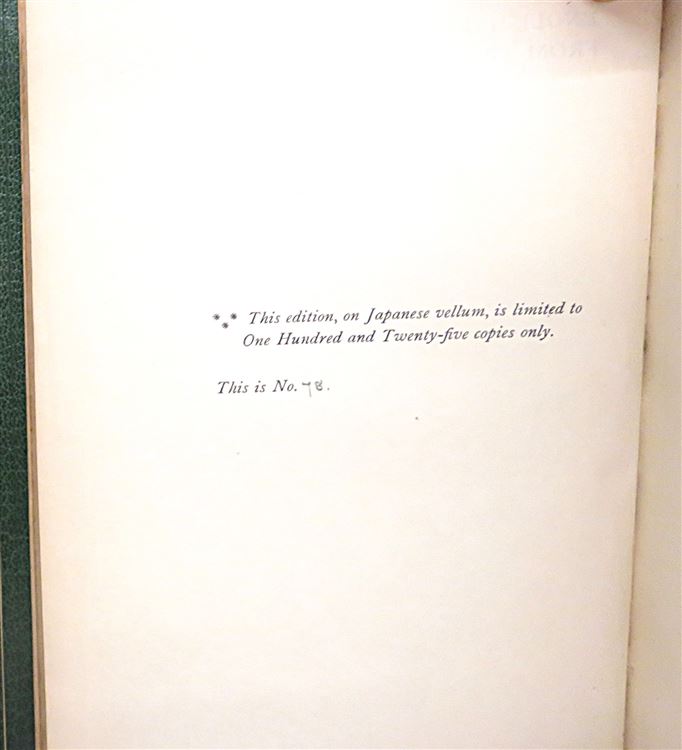 ⁂ This edition, on Japanese vellum, is limited to
One Hundred and Twenty-five copies only.
This is No. 78.